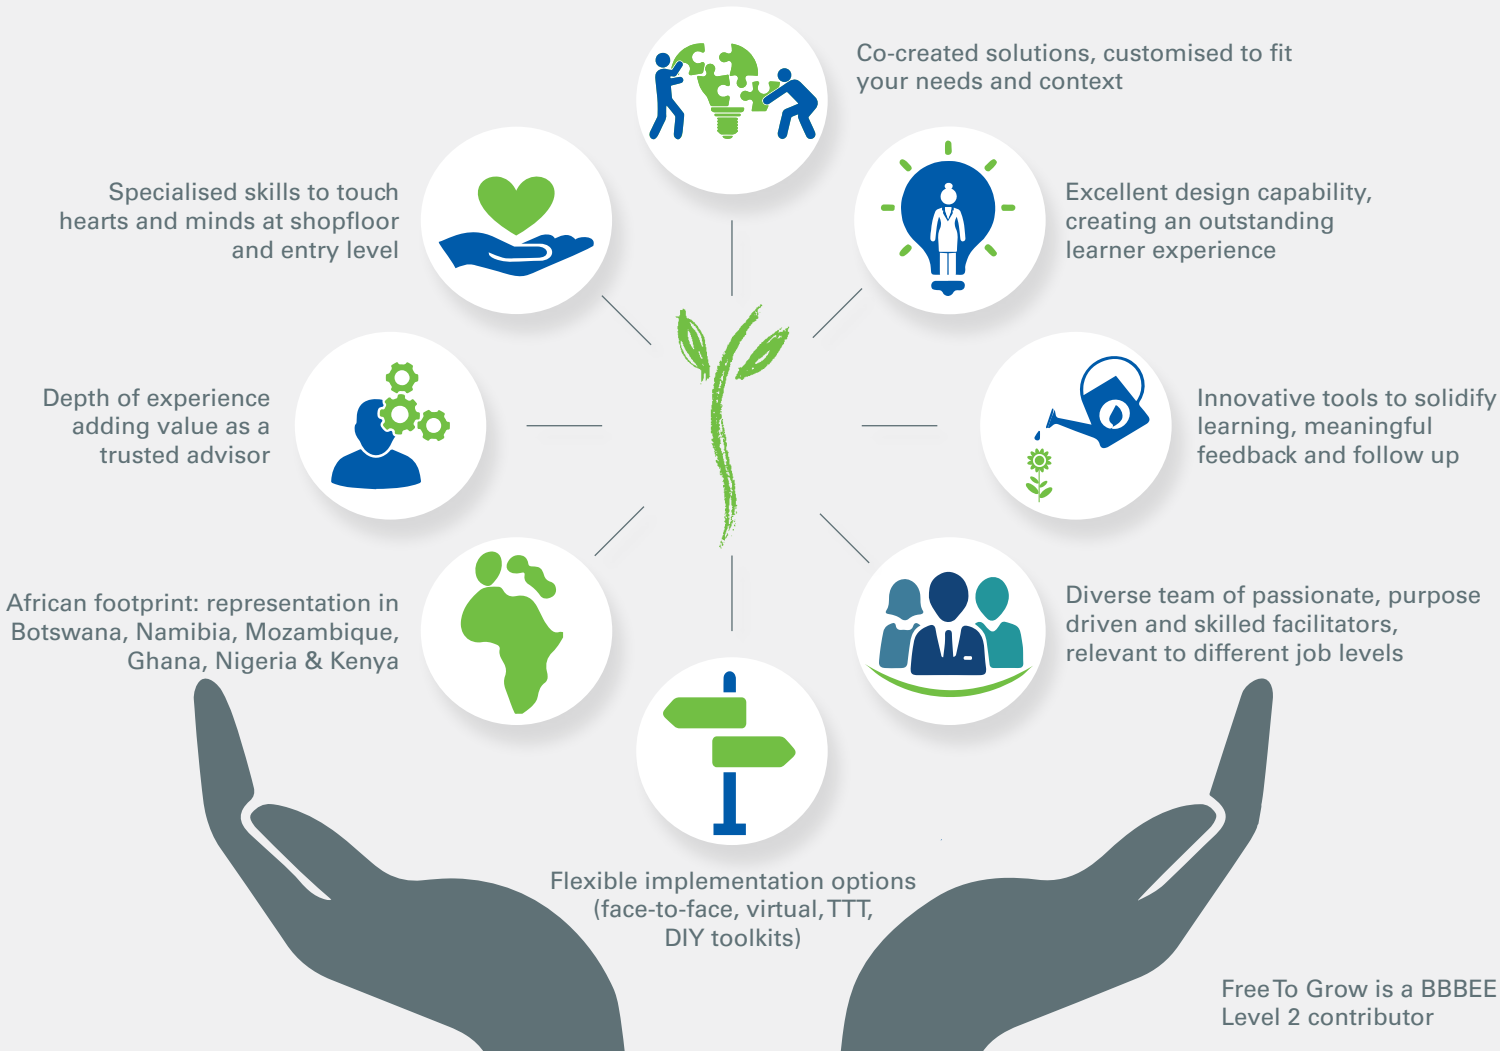 Co-created solutions, customised to fit
your needs and context
Excellent design capability,
creating an outstanding
learner experience
Innovative tools to solidify
learning, meaningful
feedback and follow up
Diverse team of passionate, purpose
driven and skilled facilitators,
relevant to different job levels
Flexible implementation options
(face-to-face, virtual, TTT,
DIY toolkits)
African footprint: representation in
Botswana, Namibia, Mozambique,
Ghana, Nigeria & Kenya
Depth of experience
adding value as a
trusted advisor
Specialised skills to touch
hearts and minds at shopfloor
and entry level
Free To Grow is a BBBEE
Level 2 contributor